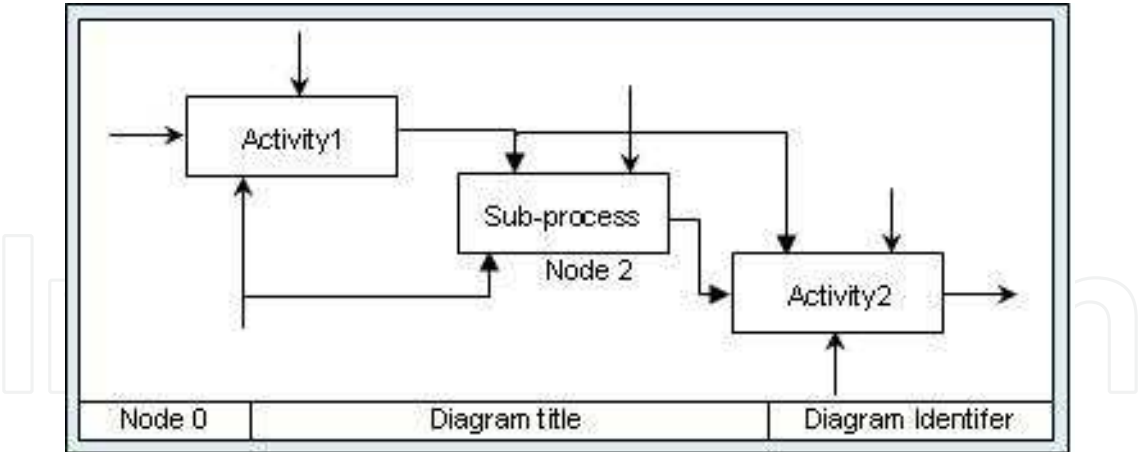 Activity1
Sub-process
Node 2
Activity2
Node 0
Diagram title
Diagram Identifer